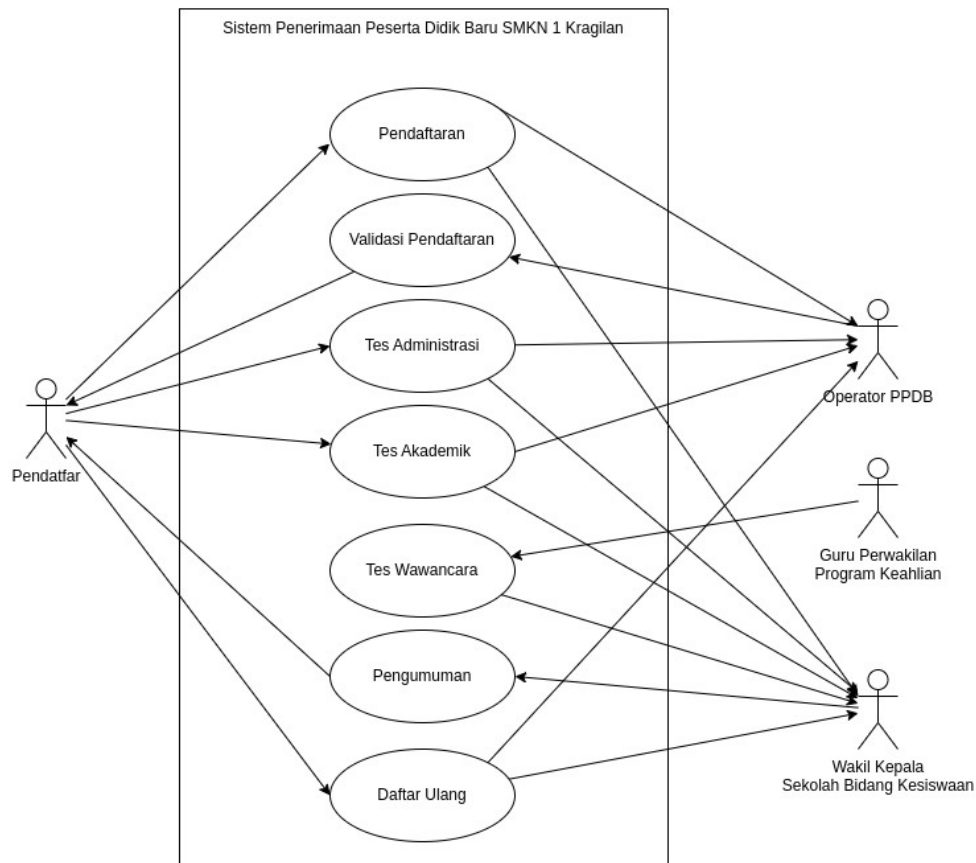 Sistem Penerimaan Peserta Didik Baru SMKN 1 Kragilan
Pendaftaran
Validasi Pendaftaran
Tes Administrasi
Operator PPDB
Tes Akademik
Pendatfar
Guru Perwakilan
Program Keahlian
Tes Wawancara
Pengumuman
Wakil Kepala
Sekolah Bidang Kesiswaan
Daftar Ulang